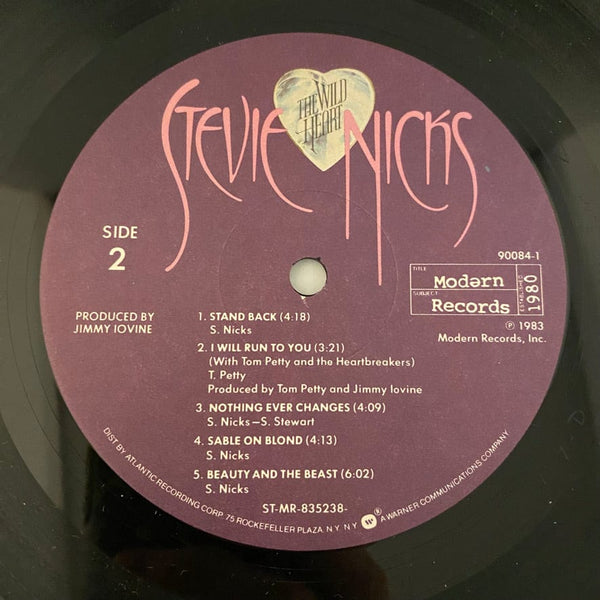 THE WILD
HEART
STEVIE NICKS
SIDE
2
90084-1
TITLE
Modərn
SUBJECT
Records
ESTABLISHED
1980
PRODUCED BY
JIMMY IOVINE
℗ 1983
Modern Records, Inc.
1. STAND BACK (4:18)
S. Nicks
2. I WILL RUN TO YOU (3:21)
(With Tom Petty and the Heartbreakers)
T. Petty
Produced by Tom Petty and Jimmy Iovine
3. NOTHING EVER CHANGES (4:09)
S. Nicks–S. Stewart
4. SABLE ON BLOND (4:13)
S. Nicks
5. BEAUTY AND THE BEAST (6:02)
S. Nicks
ST-MR-835238-
DIST. BY ATLANTIC RECORDING CORP. 75 ROCKEFELLER PLAZA. N.Y. N.Y. ® A WARNER COMMUNICATIONS COMPANY